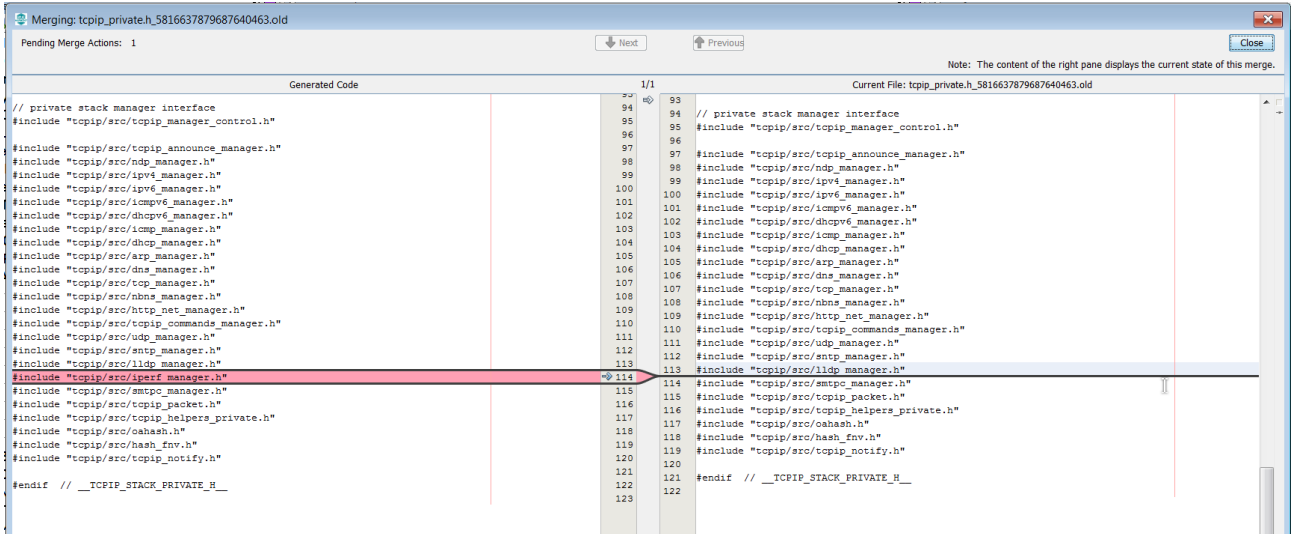 Merging: tcpip_private.h_5816637879687640463.old
Pending Merge Actions: 1
Next
Previous
Close
Note: The content of the right pane displays the current state of this merge.
Generated Code
1/1
Current File: tcpip_private.h_5816637879687640463.old
93
94 // private stack manager interface
95 #include "tcpip/src/tcpip_manager_control.h"
96
97 #include "tcpip/src/tcpip_announce_manager.h"
98 #include "tcpip/src/ndp_manager.h"
99 #include "tcpip/src/ipv4_manager.h"
100 #include "tcpip/src/ipv6_manager.h"
101 #include "tcpip/src/icmpv6_manager.h"
102 #include "tcpip/src/dhcpv6_manager.h"
103 #include "tcpip/src/icmp_manager.h"
104 #include "tcpip/src/dhcp_manager.h"
105 #include "tcpip/src/arp_manager.h"
106 #include "tcpip/src/dns_manager.h"
107 #include "tcpip/src/tcp_manager.h"
108 #include "tcpip/src/nbns_manager.h"
109 #include "tcpip/src/http_net_manager.h"
110 #include "tcpip/src/tcpip_commands_manager.h"
111 #include "tcpip/src/udp_manager.h"
112 #include "tcpip/src/sntp_manager.h"
113 #include "tcpip/src/lldp_manager.h"
114 #include "tcpip/src/iperf_manager.h"
115 #include "tcpip/src/smtpc_manager.h"
116 #include "tcpip/src/tcpip_packet.h"
117 #include "tcpip/src/tcpip_helpers_private.h"
118 #include "tcpip/src/oahash.h"
119 #include "tcpip/src/hash_fnv.h"
120 #include "tcpip/src/tcpip_notify.h"
121
122 #endif // __TCPIP_STACK_PRIVATE_H__
123
93
94 // private stack manager interface
95 #include "tcpip/src/tcpip_manager_control.h"
96
97 #include "tcpip/src/tcpip_announce_manager.h"
98 #include "tcpip/src/ndp_manager.h"
99 #include "tcpip/src/ipv4_manager.h"
100 #include "tcpip/src/ipv6_manager.h"
101 #include "tcpip/src/icmpv6_manager.h"
102 #include "tcpip/src/dhcpv6_manager.h"
103 #include "tcpip/src/icmp_manager.h"
104 #include "tcpip/src/dhcp_manager.h"
105 #include "tcpip/src/arp_manager.h"
106 #include "tcpip/src/dns_manager.h"
107 #include "tcpip/src/tcp_manager.h"
108 #include "tcpip/src/nbns_manager.h"
109 #include "tcpip/src/http_net_manager.h"
110 #include "tcpip/src/tcpip_commands_manager.h"
111 #include "tcpip/src/udp_manager.h"
112 #include "tcpip/src/sntp_manager.h"
113 #include "tcpip/src/lldp_manager.h"
114 #include "tcpip/src/smtpc_manager.h"
115 #include "tcpip/src/tcpip_packet.h"
116 #include "tcpip/src/tcpip_helpers_private.h"
117 #include "tcpip/src/oahash.h"
118 #include "tcpip/src/hash_fnv.h"
119 #include "tcpip/src/tcpip_notify.h"
120
121 #endif // __TCPIP_STACK_PRIVATE_H__
122